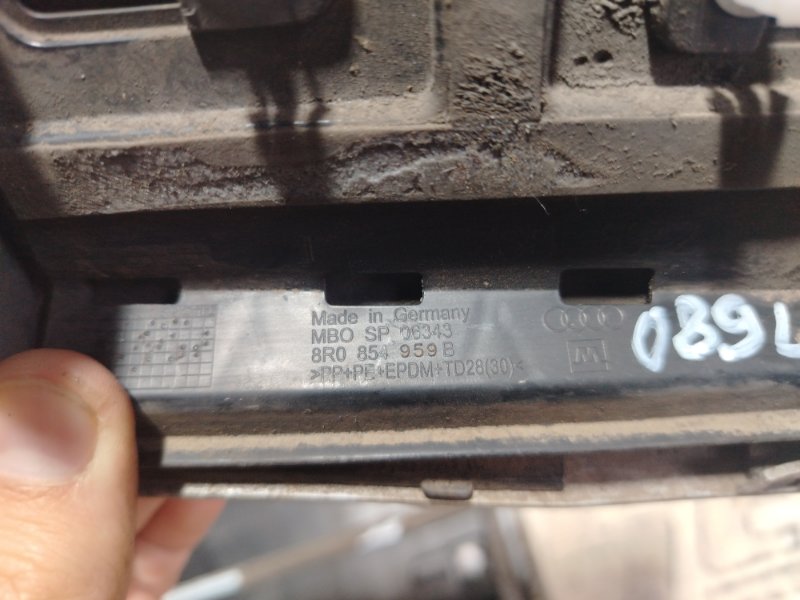 Made in Germany
MBO SP 06343
8R0 854 959 B
>PP+PE+EPDM+TD28(30)<
089L